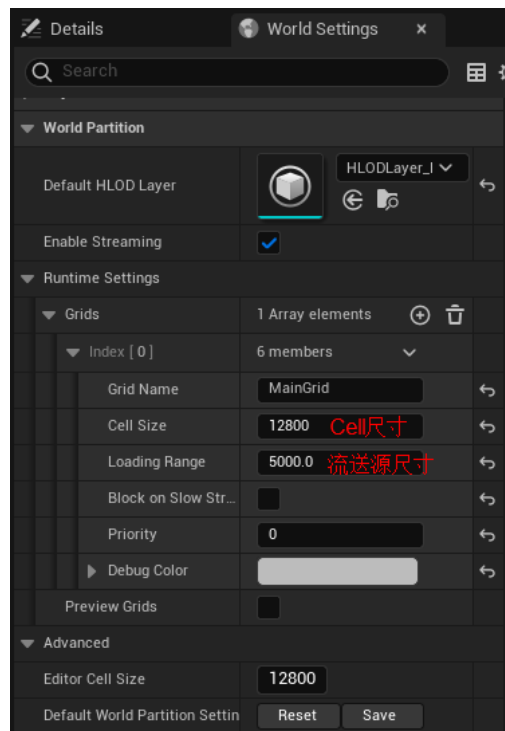 Details
World Settings
Search
World Partition
Default HLOD Layer
HLODLayer_I
Enable Streaming
Runtime Settings
Grids
1 Array elements
Index [ 0 ]
6 members
Grid Name
MainGrid
Cell Size
12800
Cell尺寸
Loading Range
5000.0
流送源尺寸
Block on Slow Str...
Priority
0
Debug Color
Preview Grids
Advanced
Editor Cell Size
12800
Default World Partition Settin
Reset
Save